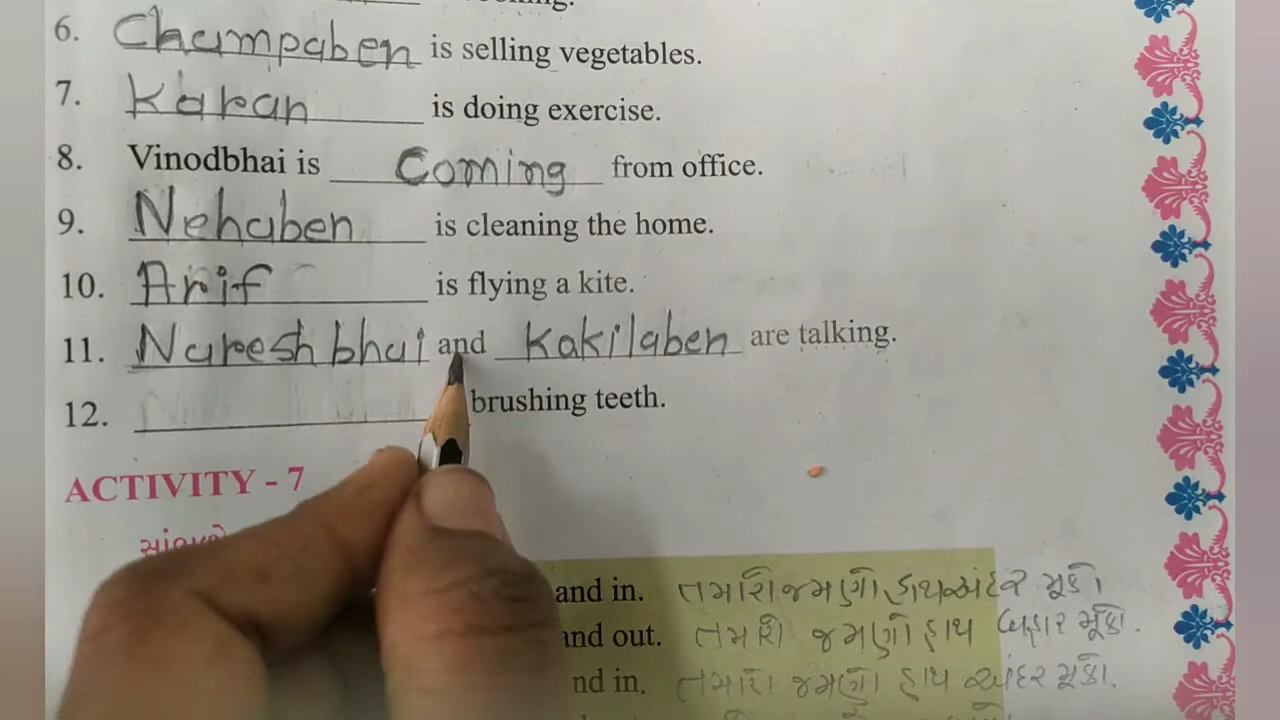 6. Champaben is selling vegetables.
7. Karan is doing exercise.
8. Vinodbhai is Coming from office.
9. Nehaben is cleaning the home.
10. Arif is flying a kite.
11. Nareshbhai and Kakilaben are talking.
12. brushing teeth.
ACTIVITY - 7
and in. તમારો જમણો હાથ અંદર મૂકો
and out. તમારો જમણો હાથ બહાર મૂકો.
nd in. તમારો જમણો હાથ અંદર મૂકો.